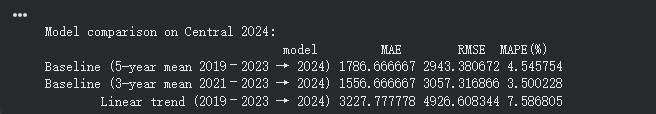 Model comparison on Central 2024:
model MAE RMSE MAPE(%)
Baseline (5-year mean 2019–2023 → 2024) 1786.666667 2943.380672 4.545754
Baseline (3-year mean 2021–2023 → 2024) 1556.666667 3057.316866 3.500228
Linear trend (2019–2023 → 2024) 3227.777778 4926.608344 7.586805